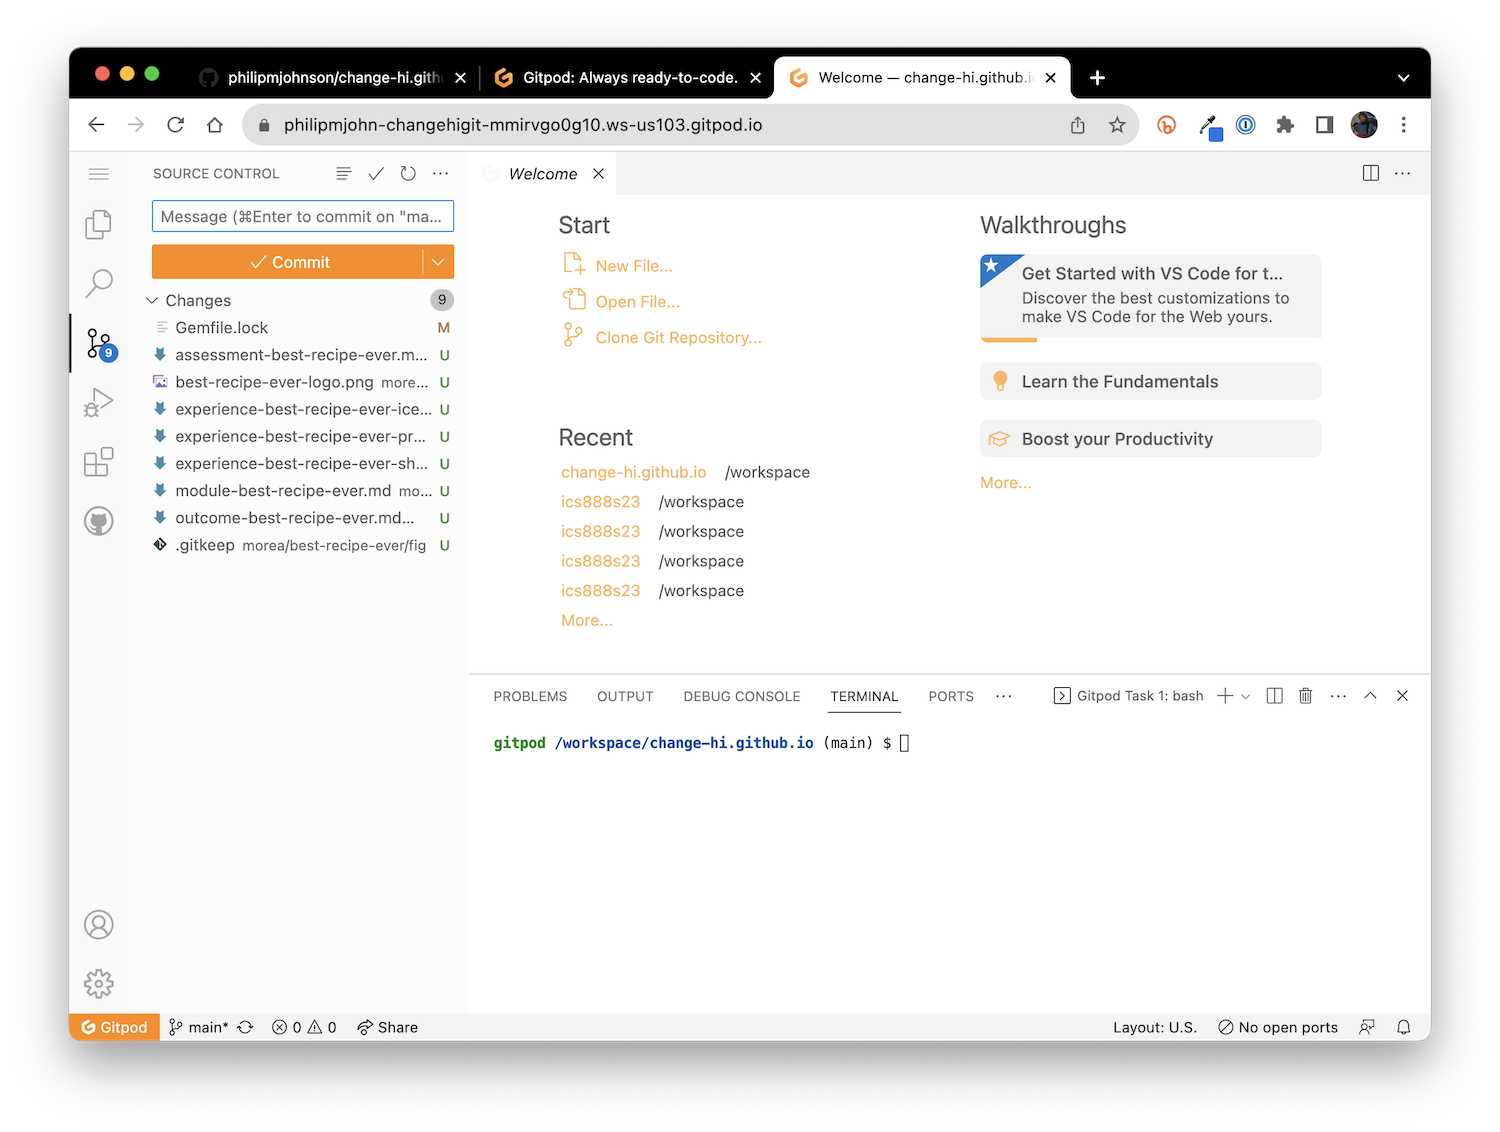 philipmjohnson/change-hi.gith
Gitpod: Always ready-to-code.
Welcome — change-hi.github.i
philipmjohn-changehigit-mmirvgo0g10.ws-us103.gitpod.io
SOURCE CONTROL
Message (⌘Enter to commit on "ma...
Commit
Changes 9
Gemfile.lock M
assessment-best-recipe-ever.m... U
best-recipe-ever-logo.png more... U
experience-best-recipe-ever-ice... U
experience-best-recipe-ever-pr... U
experience-best-recipe-ever-sh... U
module-best-recipe-ever.md mo... U
outcome-best-recipe-ever.md... U
.gitkeep morea/best-recipe-ever/fig U
9
Welcome
Start
New File...
Open File...
Clone Git Repository...
Recent
change-hi.github.io /workspace
ics888s23 /workspace
ics888s23 /workspace
ics888s23 /workspace
ics888s23 /workspace
More...
Walkthroughs
Get Started with VS Code for t...
Discover the best customizations to
make VS Code for the Web yours.
Learn the Fundamentals
Boost your Productivity
More...
PROBLEMS OUTPUT DEBUG CONSOLE TERMINAL PORTS ··· Gitpod Task 1: bash
gitpod /workspace/change-hi.github.io (main) $
Gitpod main* 0 0 Share Layout: U.S. No open ports